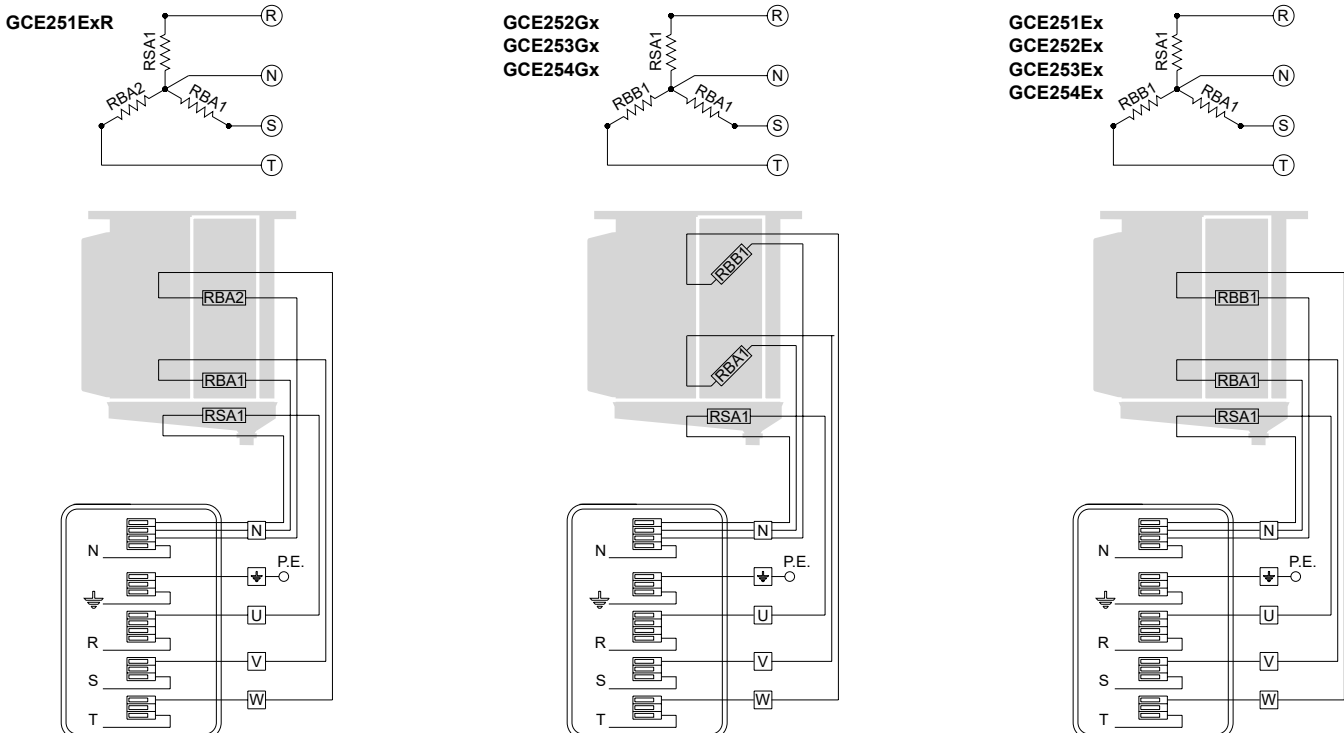 GCE251ExR
R
RSA1
N
RBA2
RBA1
S
T
RBA2
RBA1
RSA1
N
N
P.E.
U
R
V
S
W
T
GCE252Gx
GCE253Gx
GCE254Gx
R
RSA1
N
RBB1
RBA1
S
T
RBB1
RBA1
RSA1
N
N
P.E.
U
R
V
S
W
T
GCE251Ex
GCE252Ex
GCE253Ex
GCE254Ex
R
RSA1
N
RBB1
RBA1
S
T
RBB1
RBA1
RSA1
N
N
P.E.
U
R
V
S
W
T